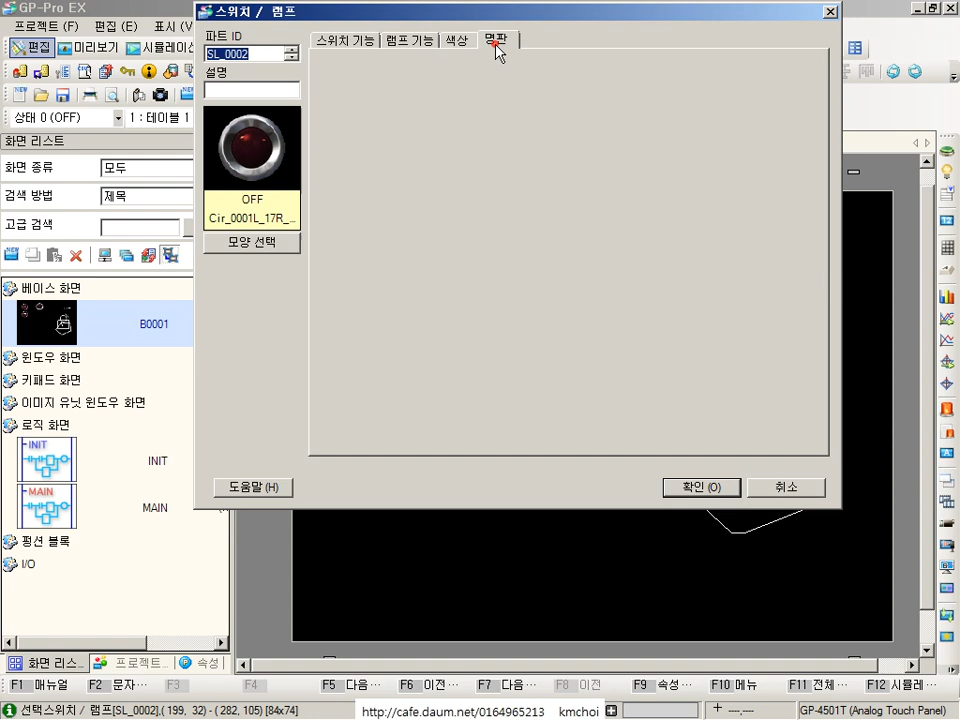 GP-Pro EX
프로젝트 (F) 편집 (E) 표시 (V
편집 미리보기 시뮬레이션
상태 0 (OFF) 1 : 테이블 1
화면 리스트
화면 종류 모두
검색 방법 제목
고급 검색
베이스 화면
B0001
윈도우 화면
키패드 화면
이미지 유닛 윈도우 화면
로직 화면
INIT
INIT
MAIN
MAIN
펑션 블록
I/O
화면 리스.. 프로젝트.. 속성
스위치 / 램프
파트 ID
SL_0002
설명
OFF
Cir_0001L_17R_...
모양 선택
스위치 기능 램프 기능 색상 명판
도움말 (H) 확인 (O) 취소
F1 매뉴얼 F2 문자… F3 F4 F5 다음… F6 이전… F7 다음… F8 이전 F9 속성… F10 메뉴 F11 전체… F12 시뮬레…
선택스위치 / 램프[SL_0002].( 199, 32) - ( 282, 105) [84x74] http://cafe.daum.net/0164965213 kmchoi ----,---- GP-4501T (Analog Touch Panel)